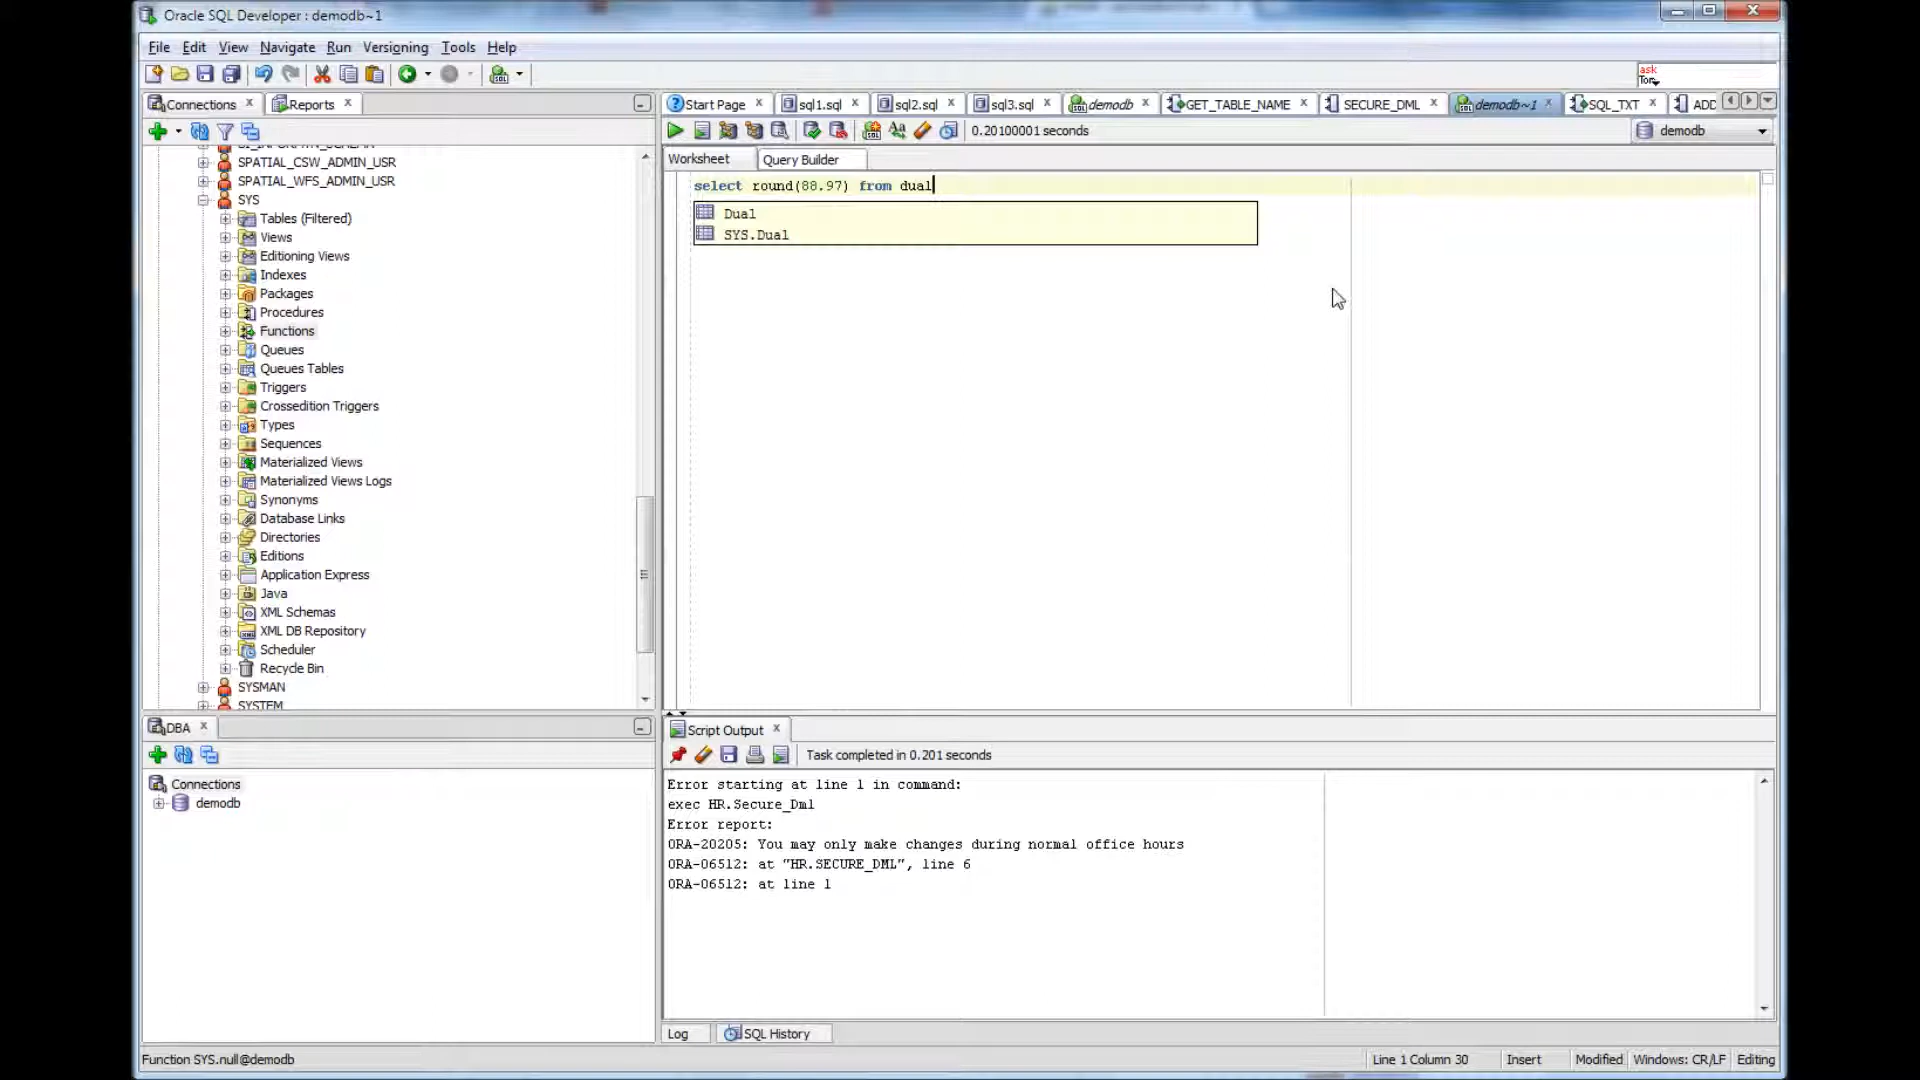 Oracle SQL Developer : demodb~1
File Edit View Navigate Run Versioning Tools Help
ask
Tom
Connections Reports
Start Page sql1.sql sql2.sql sql3.sql demodb GET_TABLE_NAME SECURE_DML demodb~1 SQL_TXT ADD
0.20100001 seconds
demodb
Worksheet Query Builder
select round(88.97) from dual
Dual
SYS.Dual
SPATIAL_CSW_ADMIN_USR
SPATIAL_WFS_ADMIN_USR
SYS
Tables (Filtered)
Views
Editioning Views
Indexes
Packages
Procedures
Functions
Queues
Queues Tables
Triggers
Crossedition Triggers
Types
Sequences
Materialized Views
Materialized Views Logs
Synonyms
Database Links
Directories
Editions
Application Express
Java
XML Schemas
XML DB Repository
Scheduler
Recycle Bin
SYSMAN
SYSTEM
DBA
Connections
demodb
Script Output
Task completed in 0.201 seconds
Error starting at line 1 in command:
exec HR.Secure_Dml
Error report:
ORA-20205: You may only make changes during normal office hours
ORA-06512: at "HR.SECURE_DML", line 6
ORA-06512: at line 1
Log SQL History
Function SYS.null@demodb
Line 1 Column 30 Insert Modified Windows: CR/LF Editing